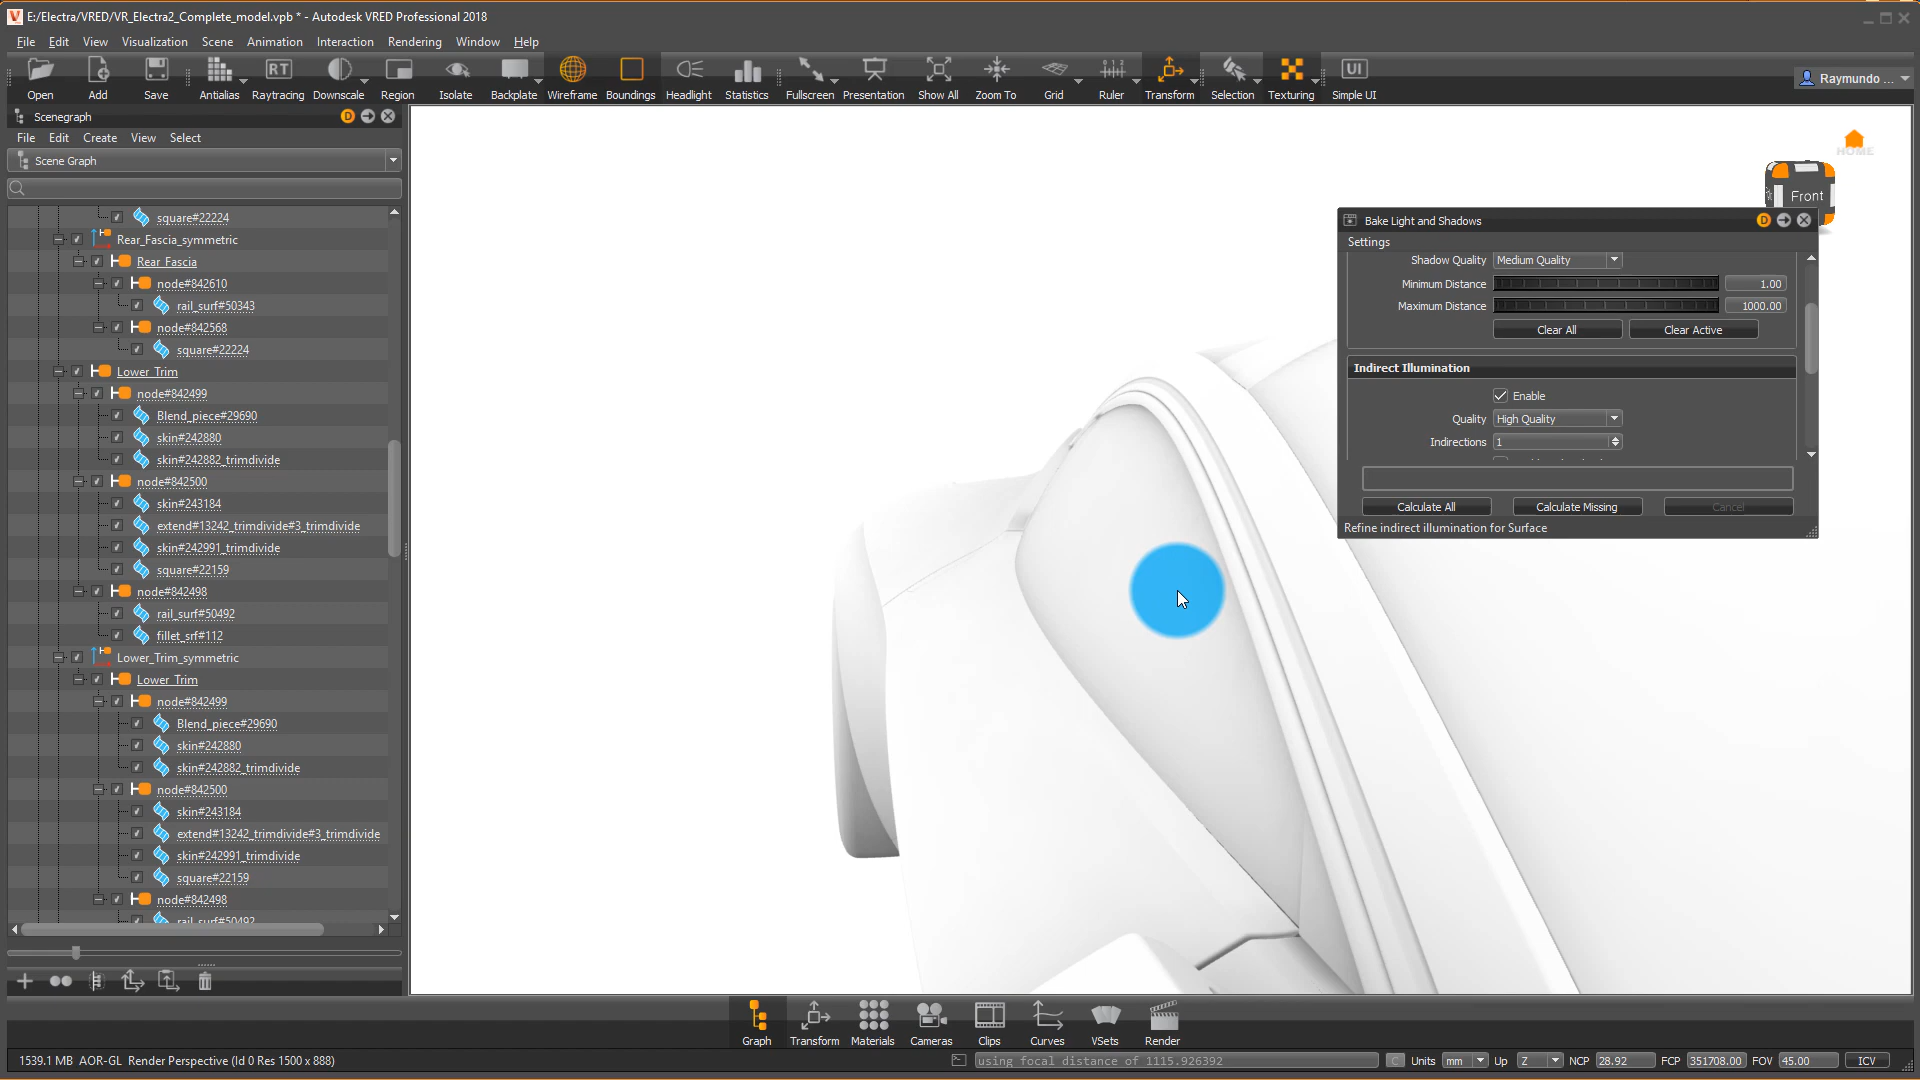 E:/Electra/VRED/VR_Electra2_Complete_model.vpb * - Autodesk VRED Professional 2018
File Edit View Visualization Scene Animation Interaction Rendering Window Help
RT UI
Open Add Save Antialias Raytracing Downscale Region Isolate Backplate Wireframe Boundings Headlight Statistics Fullscreen Presentation Show All Zoom To Grid Ruler Transform Selection Texturing Simple UI
Raymundo ...
Scenegraph
File Edit Create View Select
Scene Graph
square#22224
Rear_Fascia_symmetric
Rear_Fascia
node#842610
rail_surf#50343
node#842568
square#22224
Lower_Trim
node#842499
Blend_piece#29690
skin#242880
skin#242882_trimdivide
node#842500
skin#243184
extend#13242_trimdivide#3_trimdivide
skin#242991_trimdivide
square#22159
node#842498
rail_surf#50492
fillet_srf#112
Lower_Trim_symmetric
Lower_Trim
node#842499
Blend_piece#29690
skin#242880
skin#242882_trimdivide
node#842500
skin#243184
extend#13242_trimdivide#3_trimdivide
skin#242991_trimdivide
square#22159
node#842498
rail_surf#50492
HOME
Front
Bake Light and Shadows
Settings
Shadow Quality Medium Quality
Minimum Distance 1.00
Maximum Distance 1000.00
Clear All Clear Active
Indirect Illumination
Enable
Quality High Quality
Indirections 1
Calculate All Calculate Missing Cancel
Refine indirect illumination for Surface
Graph Transform Materials Cameras Clips Curves VSets Render
1539.1 MB AOR-GL Render Perspective (Id 0 Res 1500 x 888)
using focal distance of 1115.926392
C Units mm Up Z NCP 28.92 FCP 351708.00 FOV 45.00 ICV